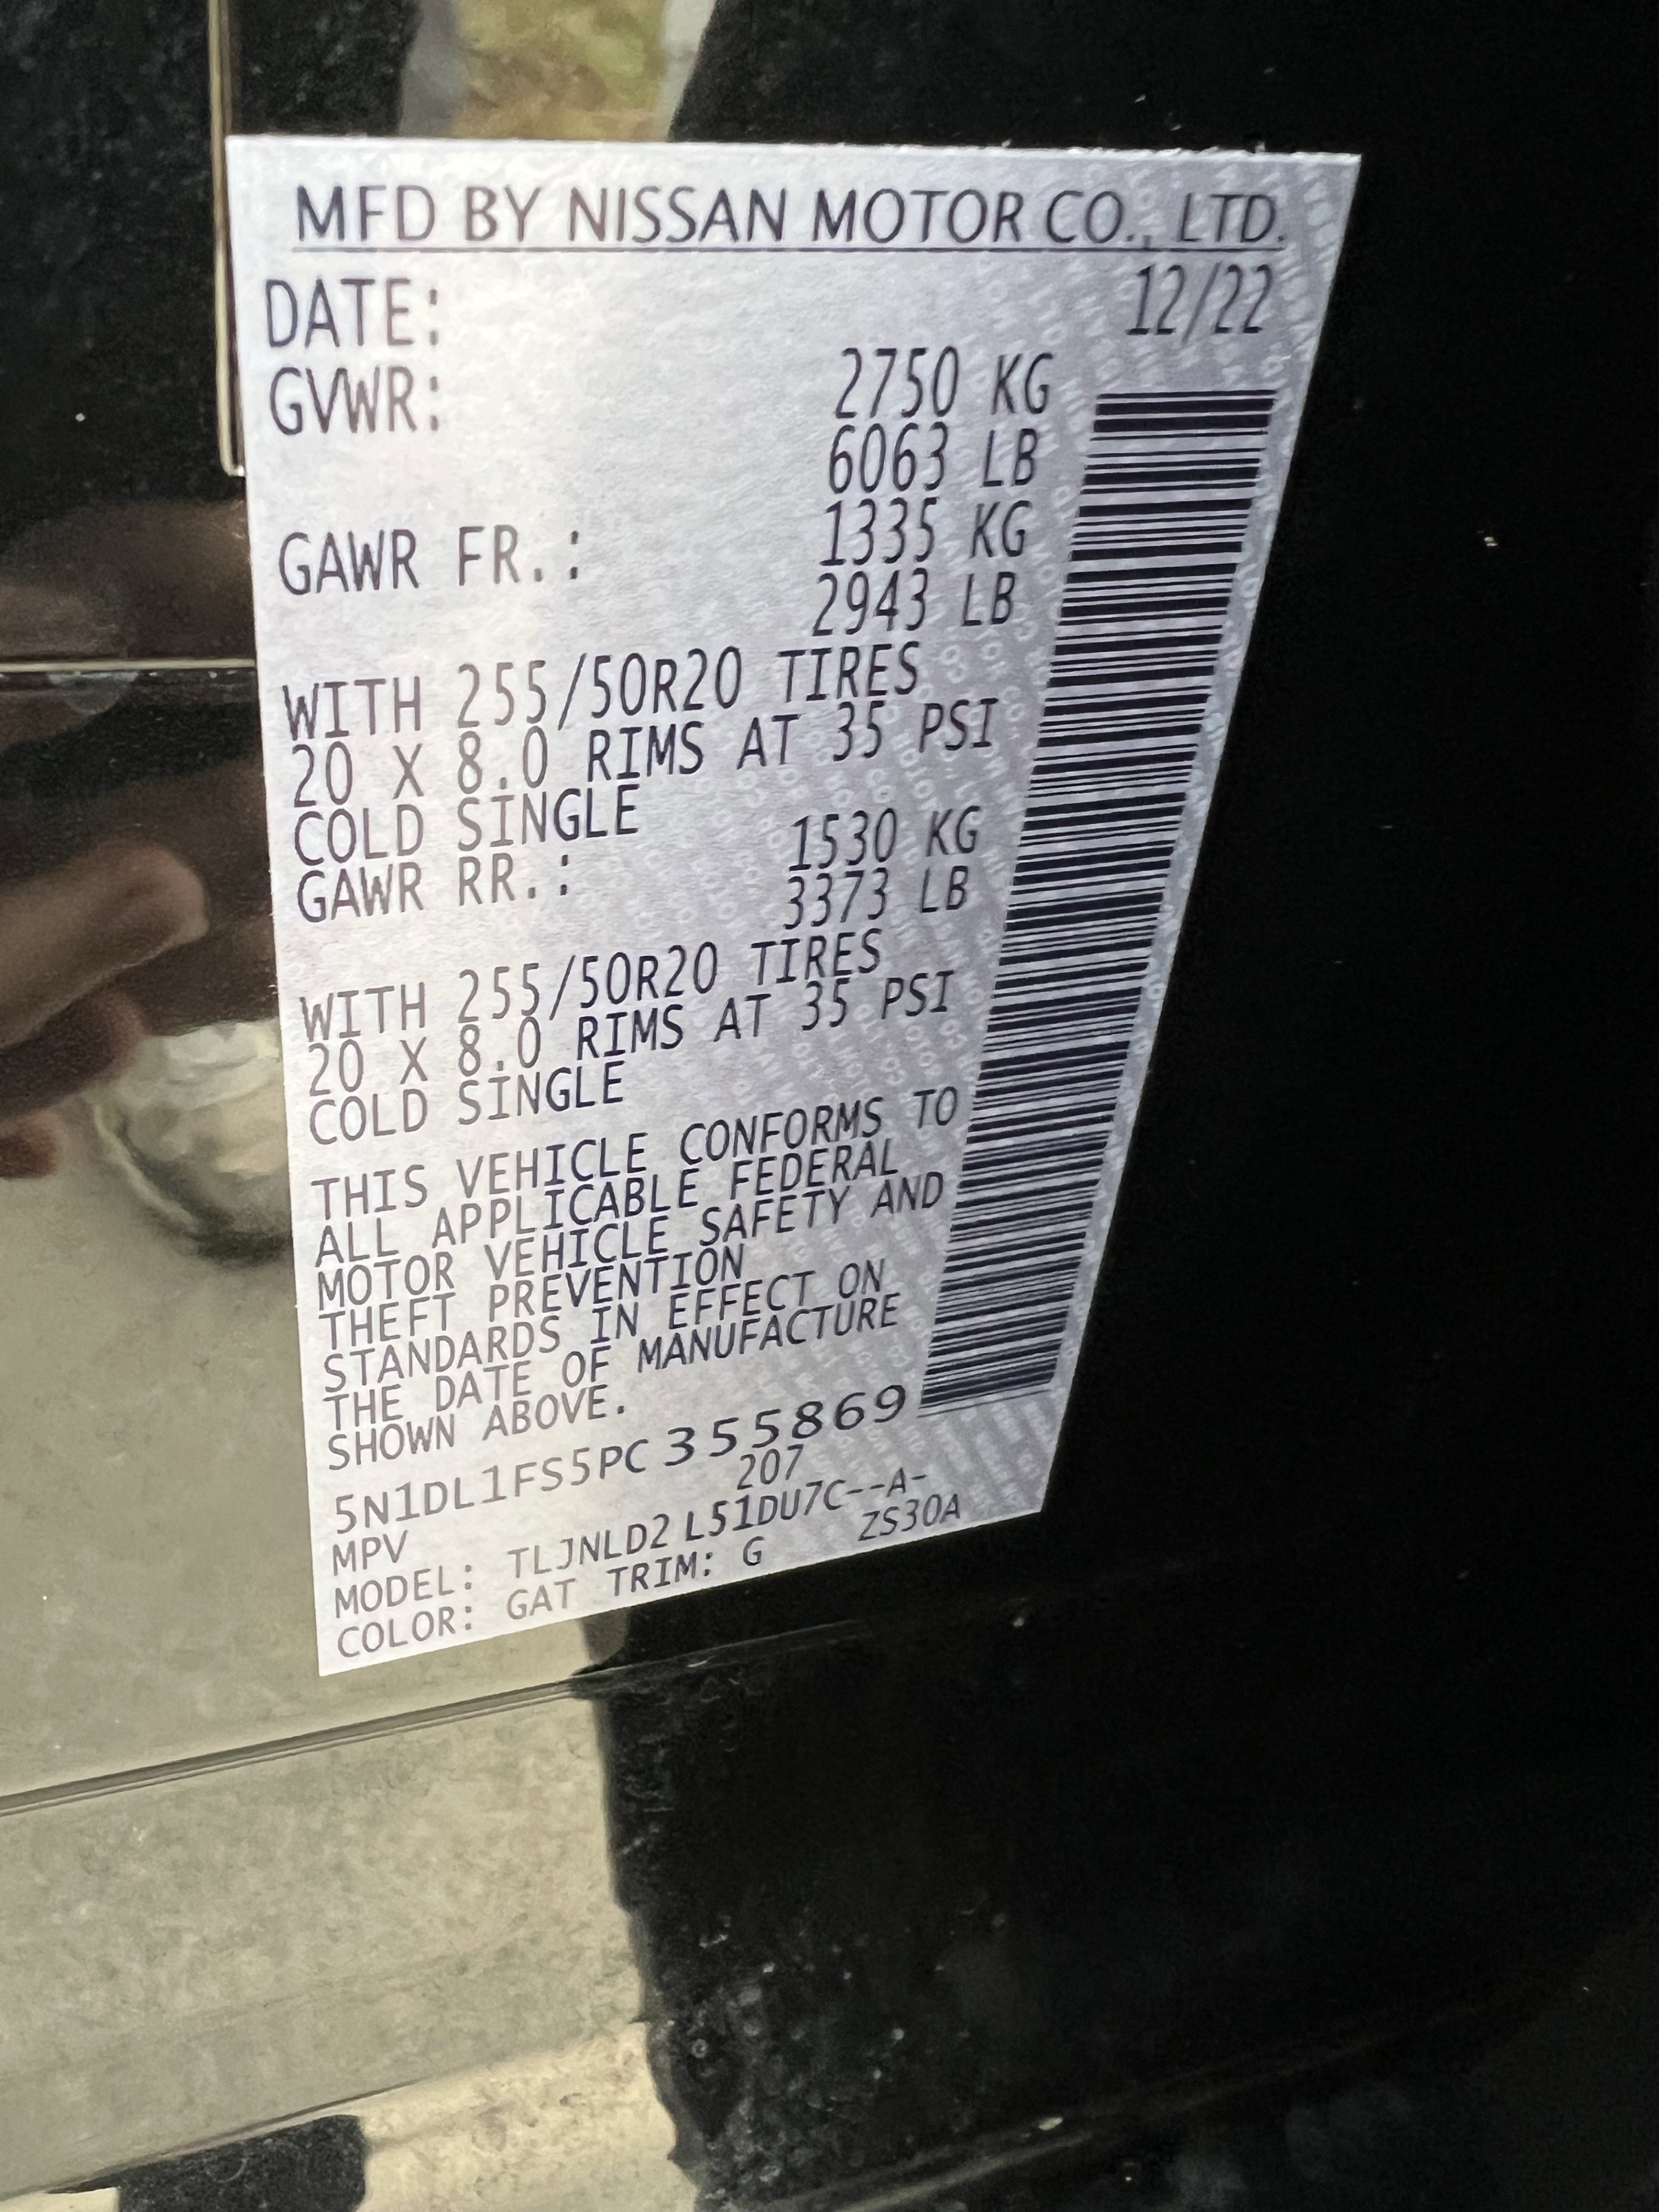 MFD BY NISSAN MOTOR CO., LTD.
DATE: 12/22
GVWR: 2750 KG
6063 LB
GAWR FR.: 1335 KG
2943 LB
WITH 255/50R20 TIRES
20 X 8.0 RIMS AT 35 PSI
COLD SINGLE
GAWR RR.: 1530 KG
3373 LB
WITH 255/50R20 TIRES
20 X 8.0 RIMS AT 35 PSI
COLD SINGLE
THIS VEHICLE CONFORMS TO
ALL APPLICABLE FEDERAL
MOTOR VEHICLE SAFETY AND
THEFT PREVENTION
STANDARDS IN EFFECT ON
THE DATE OF MANUFACTURE
SHOWN ABOVE.
5N1DL1FS5PC355869
MPV 207
MODEL: TLJNLD2 L51DU7C--A-
COLOR: GAT TRIM: G ZS30A